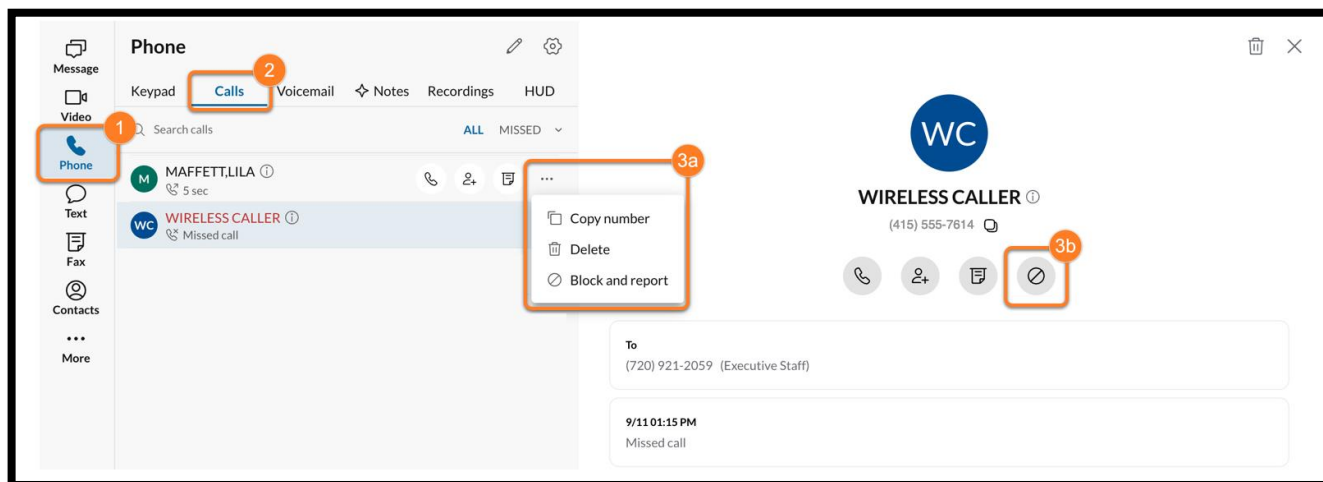 Message
Video
1
Phone
Text
Fax
Contacts
More
Phone
2
Keypad Calls Voicemail Notes Recordings HUD
Search calls ALL MISSED
M MAFFETT,LILA
5 sec
3a
WC WIRELESS CALLER
Missed call
Copy number
Delete
Block and report
WC
WIRELESS CALLER
(415) 555-7614
3b
To
(720) 921-2059 (Executive Staff)
9/11 01:15 PM
Missed call